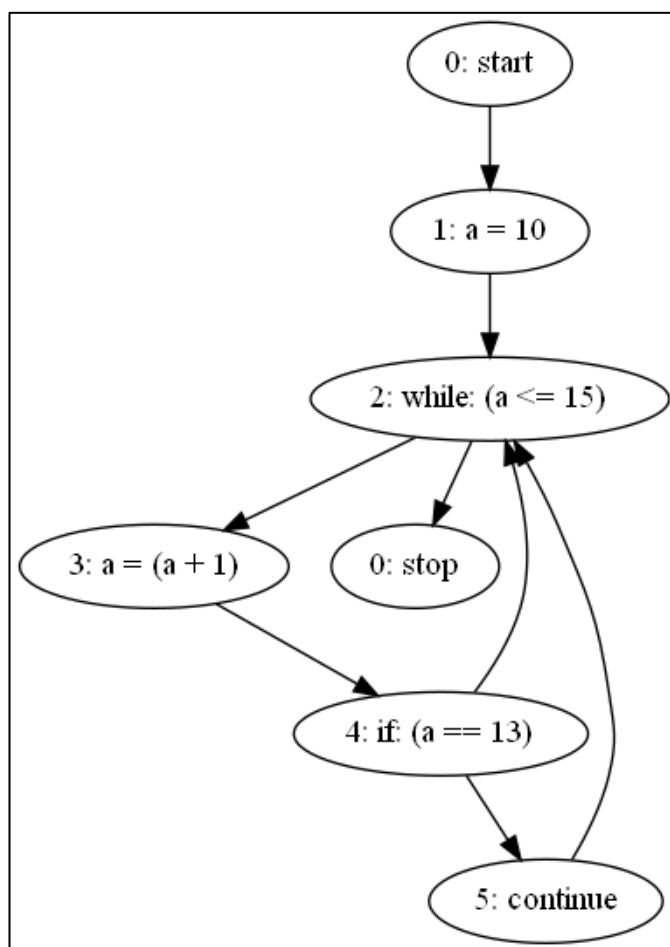 0: start
1: a = 10
2: while: (a <= 15)
3: a = (a + 1)
0: stop
4: if: (a == 13)
5: continue